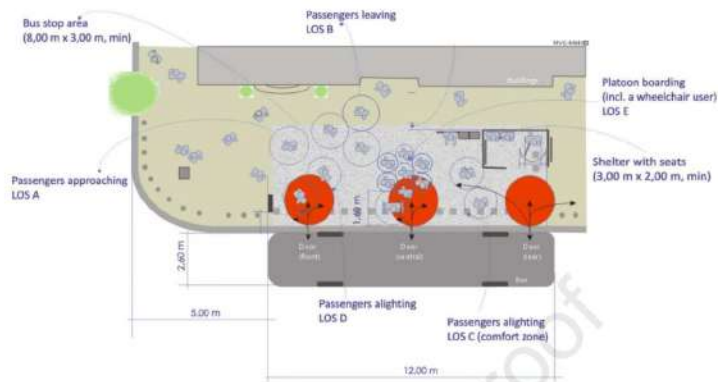 Bus stop area
(8,00 m x 3,00 m, min)
Passengers leaving
LOS B
Buildings
Platoon boarding
(incl. a wheelchair user)
LOS E
Shelter with seats
(3,00 m x 2,00 m, min)
Passengers approaching
LOS A
1,60 m
2,60 m
Door
(front)
Door
(central)
Door
(rear)
Bus
Passengers alighting
LOS D
Passengers alighting
LOS C (comfort zone)
5,00 m
12,00 m
roof